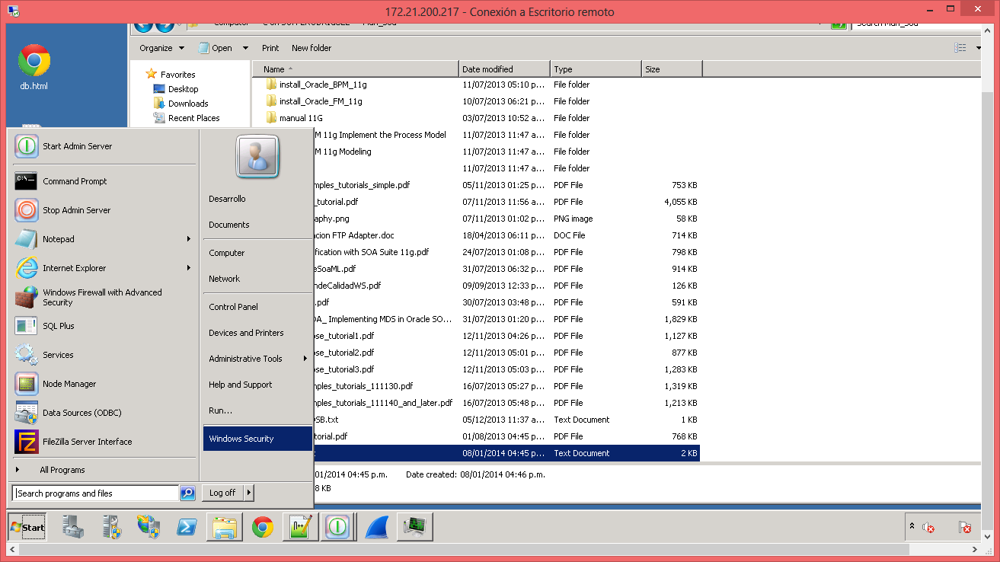 172.21.200.217 - Conexión a Escritorio remoto
Organize Open Print New folder
db.html
Favorites
Desktop
Downloads
Recent Places
Name Date modified Type Size
install_Oracle_BPM_11g 11/07/2013 05:10 p... File folder
install_Oracle_FM_11g 10/07/2013 06:21 p... File folder
manual 11G 03/07/2013 10:52 a... File folder
M 11g Implement the Process Model 11/07/2013 11:47 a... File folder
M 11g Modeling 11/07/2013 11:47 a... File folder
11/07/2013 11:47 a... File folder
mples_tutorials_simple.pdf 05/11/2013 01:25 p... PDF File 753 KB
_tutorial.pdf 07/11/2013 11:56 a... PDF File 4,055 KB
aphy.png 07/11/2013 01:02 p... PNG image 58 KB
cion FTP Adapter.doc 18/04/2013 06:11 p... DOC File 714 KB
ification with SOA Suite 11g.pdf 24/07/2013 01:08 p... PDF File 798 KB
eSoaML.pdf 31/07/2013 06:32 p... PDF File 914 KB
ndeCalidadWS.pdf 09/09/2013 12:33 p... PDF File 126 KB
.pdf 30/07/2013 03:48 p... PDF File 591 KB
OA_ Implementing MDS in Oracle SO... 31/07/2013 01:20 p... PDF File 1,829 KB
ose_tutorial1.pdf 12/11/2013 04:26 p... PDF File 1,127 KB
ose_tutorial2.pdf 12/11/2013 05:01 p... PDF File 877 KB
ose_tutorial3.pdf 12/11/2013 05:03 p... PDF File 1,283 KB
mples_tutorials_111130.pdf 16/07/2013 05:27 p... PDF File 1,319 KB
mples_tutorials_111140_and_later.pdf 16/07/2013 05:48 p... PDF File 1,213 KB
OSB.txt 05/12/2013 11:37 a... Text Document 1 KB
torial.pdf 01/08/2013 04:45 p... PDF File 768 KB
08/01/2014 04:45 p... Text Document 2 KB
01/2014 04:45 p.m. Date created: 08/01/2014 04:46 p.m.
8 KB
Start Admin Server
Command Prompt
Stop Admin Server
Notepad
Internet Explorer
Windows Firewall with Advanced
Security
SQL Plus
Services
Node Manager
Data Sources (ODBC)
FileZilla Server Interface
All Programs
Search programs and files
Desarrollo
Documents
Computer
Network
Control Panel
Devices and Printers
Administrative Tools
Help and Support
Run...
Windows Security
Log off
Start